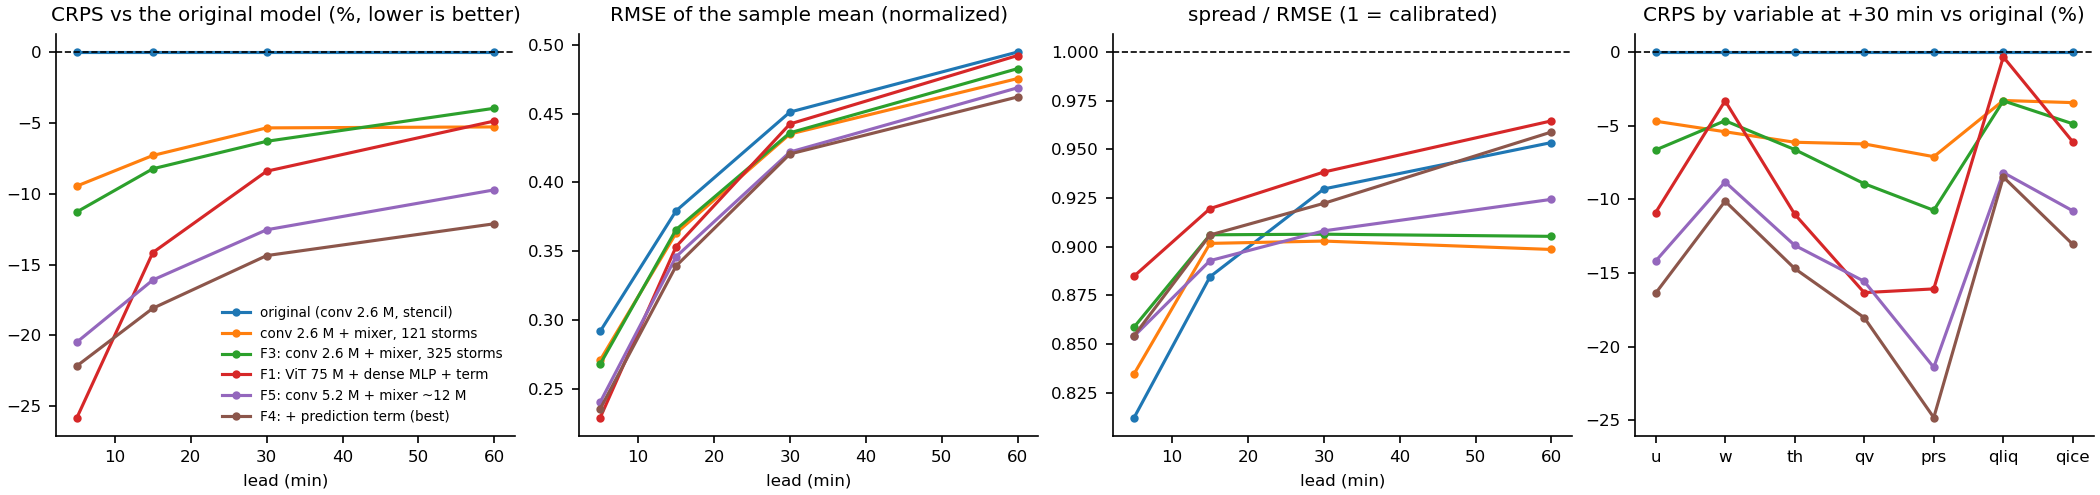 CRPS vs the original model (%, lower is better)
0
−5
−10
−15
−20
−25
10
20
30
40
50
60
lead (min)
original (conv 2.6 M, stencil)
conv 2.6 M + mixer, 121 storms
F3: conv 2.6 M + mixer, 325 storms
F1: ViT 75 M + dense MLP + term
F5: conv 5.2 M + mixer ~12 M
F4: + prediction term (best)
RMSE of the sample mean (normalized)
0.50
0.45
0.40
0.35
0.30
0.25
10
20
30
40
50
60
lead (min)
spread / RMSE (1 = calibrated)
1.000
0.975
0.950
0.925
0.900
0.875
0.850
0.825
10
20
30
40
50
60
lead (min)
CRPS by variable at +30 min vs original (%)
0
−5
−10
−15
−20
−25
u
w
th
qv
prs
qliq
qice